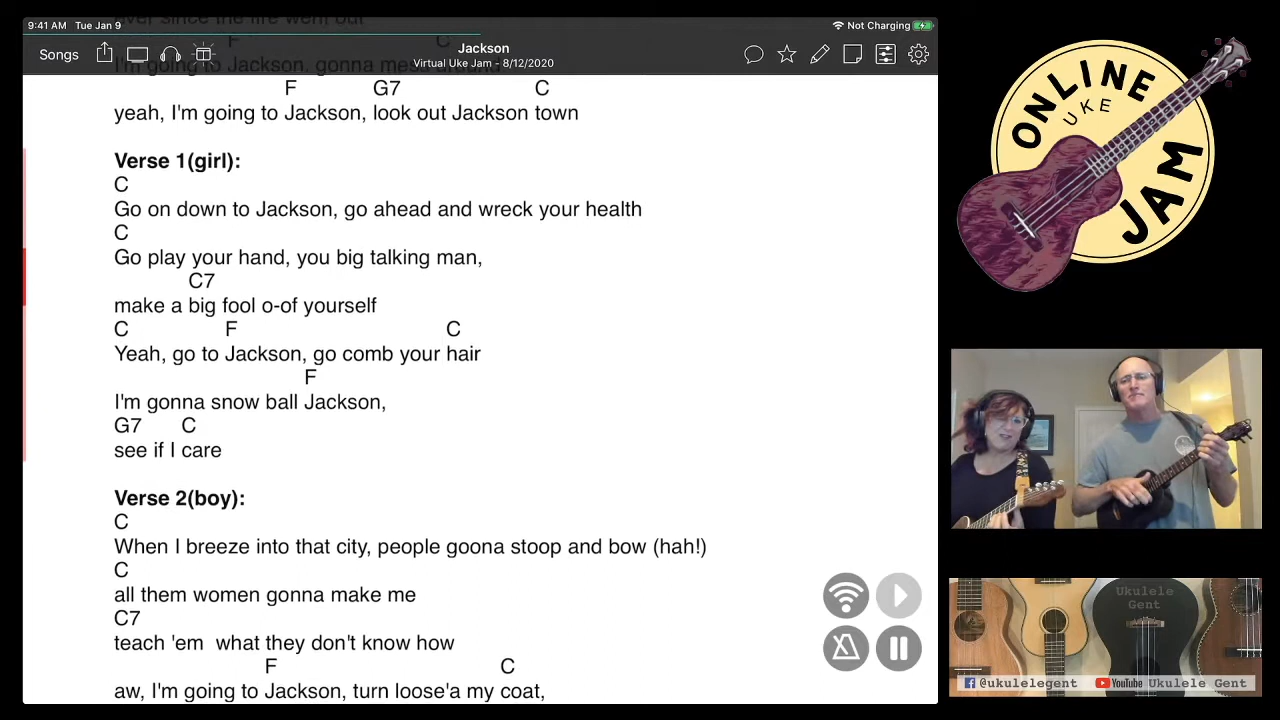 9:41 AM Tue Jan 9
Not Charging
Songs
Jackson
Virtual Uke Jam - 8/12/2020
F C
I'm going to Jackson, gonna mess around
F G7 C
yeah, I'm going to Jackson, look out Jackson town
Verse 1(girl):
C
Go on down to Jackson, go ahead and wreck your health
C
Go play your hand, you big talking man,
C7
make a big fool o-of yourself
C F C
Yeah, go to Jackson, go comb your hair
F
I'm gonna snow ball Jackson,
G7 C
see if I care
Verse 2(boy):
C
When I breeze into that city, people goona stoop and bow (hah!)
C
all them women gonna make me
C7
teach 'em what they don't know how
F C
aw, I'm going to Jackson, turn loose'a my coat,
ONLINE
UKE
JAM
Ukulele
Gent
@ukulelegent YouTube Ukulele Gent